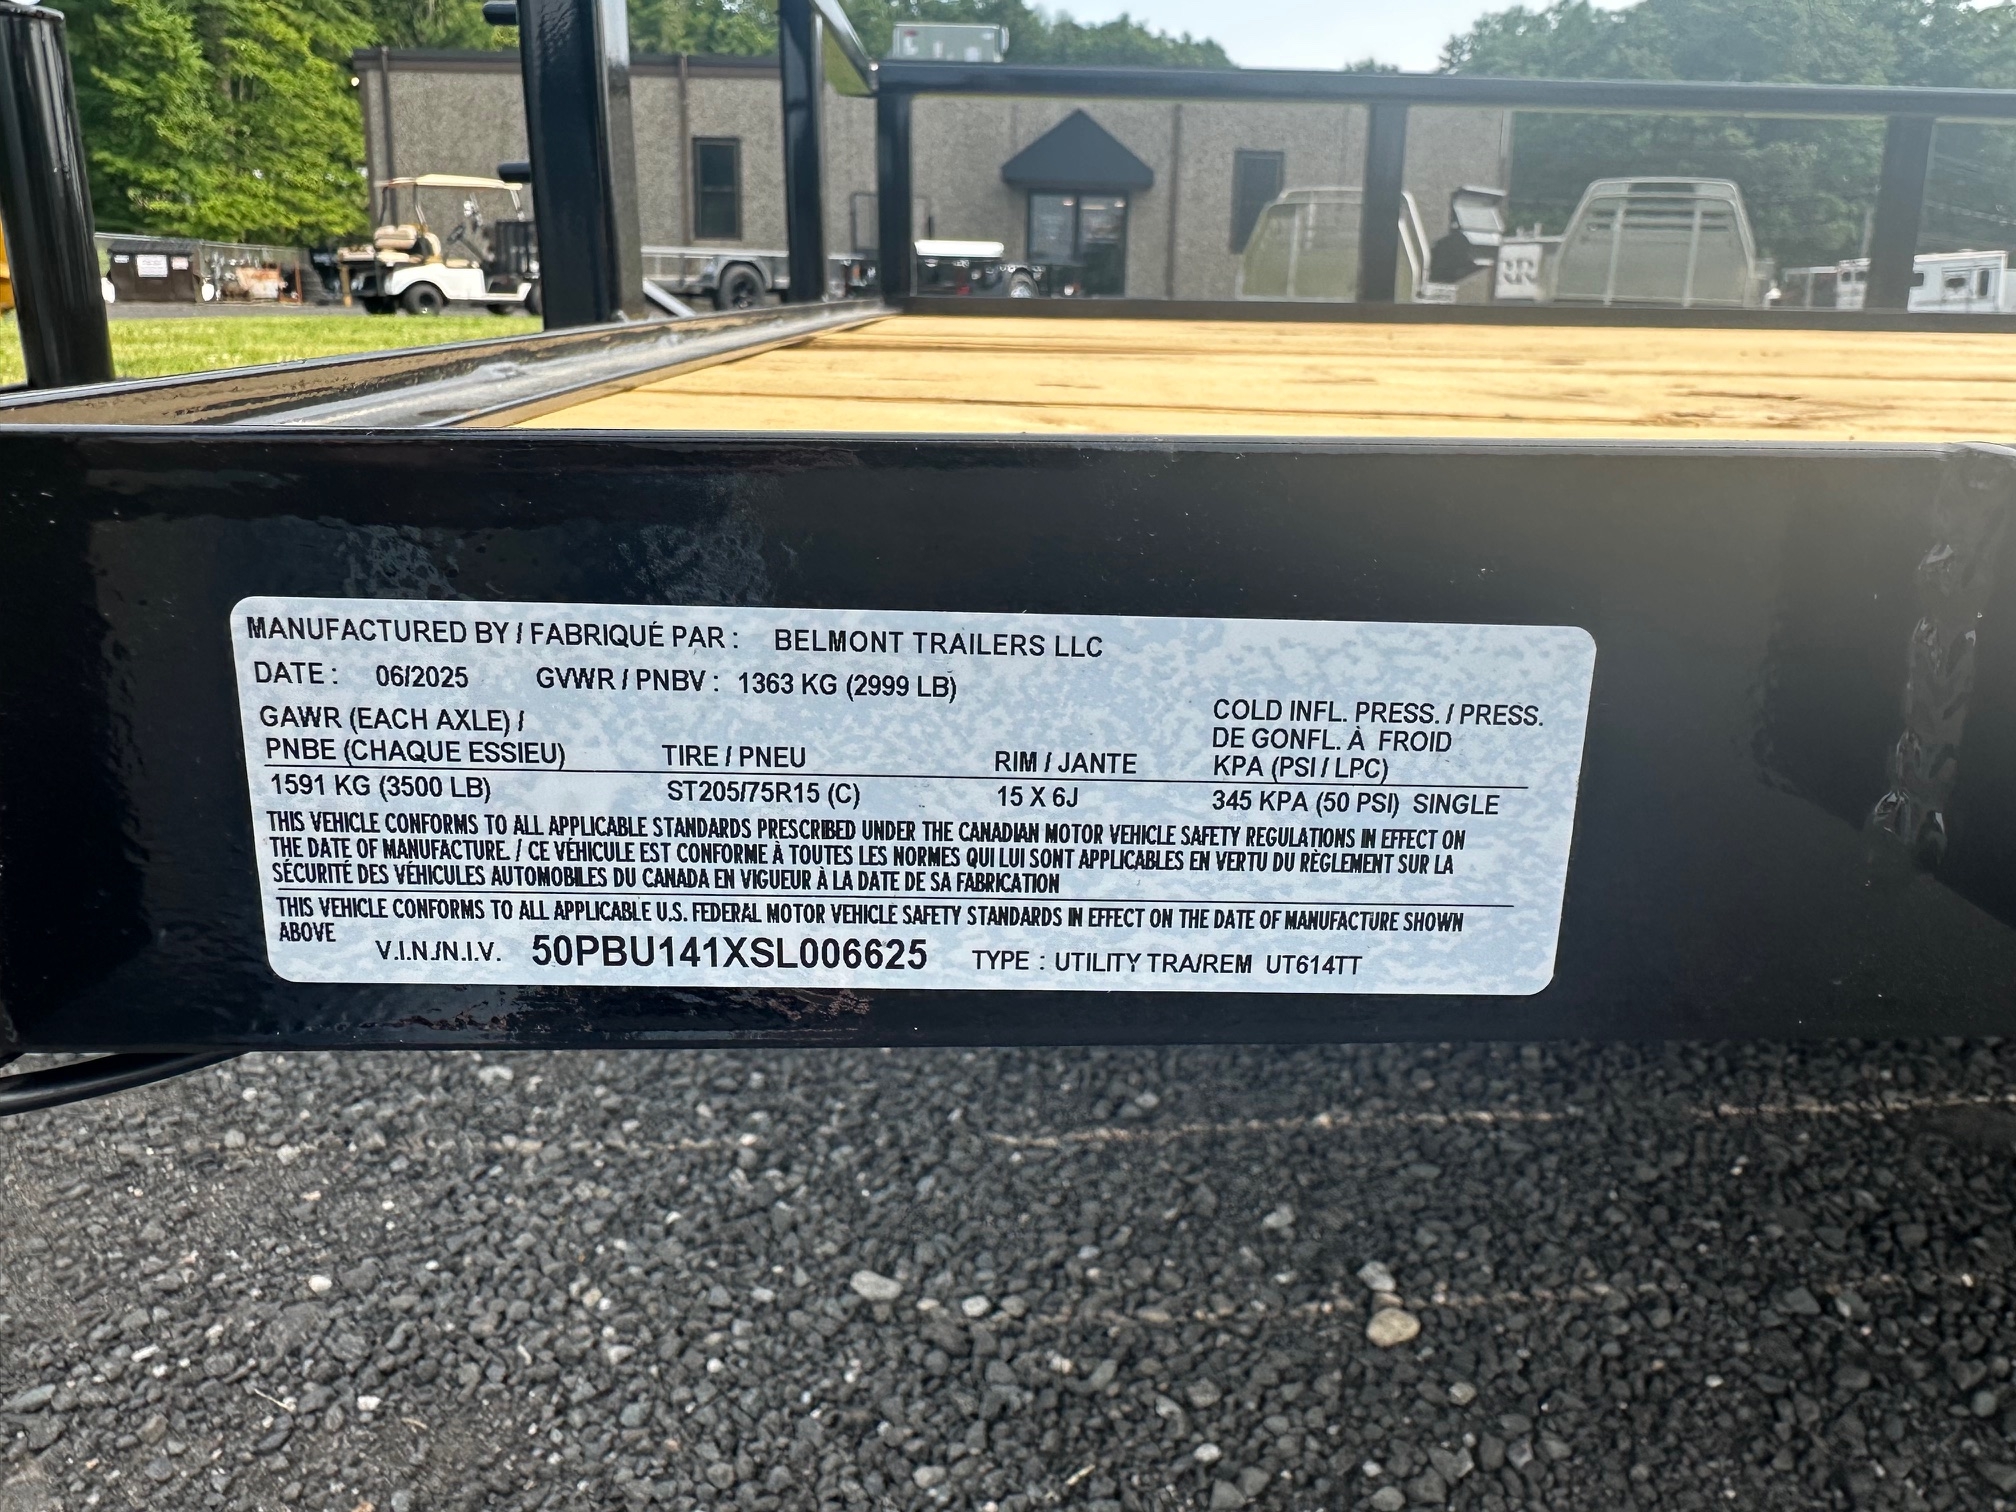 MANUFACTURED BY / FABRIQUÉ PAR : BELMONT TRAILERS LLC
DATE : 06/2025 GVWR / PNBV : 1363 KG (2999 LB)
GAWR (EACH AXLE) /
PNBE (CHAQUE ESSIEU) TIRE / PNEU RIM / JANTE
COLD INFL. PRESS. / PRESS.
DE GONFL. À FROID
KPA (PSI / LPC)
1591 KG (3500 LB) ST205/75R15 (C) 15 X 6J 345 KPA (50 PSI) SINGLE
THIS VEHICLE CONFORMS TO ALL APPLICABLE STANDARDS PRESCRIBED UNDER THE CANADIAN MOTOR VEHICLE SAFETY REGULATIONS IN EFFECT ON
THE DATE OF MANUFACTURE. / CE VÉHICULE EST CONFORME À TOUTES LES NORMES QUI LUI SONT APPLICABLES EN VERTU DU RÈGLEMENT SUR LA
SÉCURITÉ DES VÉHICULES AUTOMOBILES DU CANADA EN VIGUEUR À LA DATE DE SA FABRICATION
THIS VEHICLE CONFORMS TO ALL APPLICABLE U.S. FEDERAL MOTOR VEHICLE SAFETY STANDARDS IN EFFECT ON THE DATE OF MANUFACTURE SHOWN
ABOVE
V.I.N./N.I.V. 50PBU141XSL006625 TYPE : UTILITY TRA/REM UT614TT